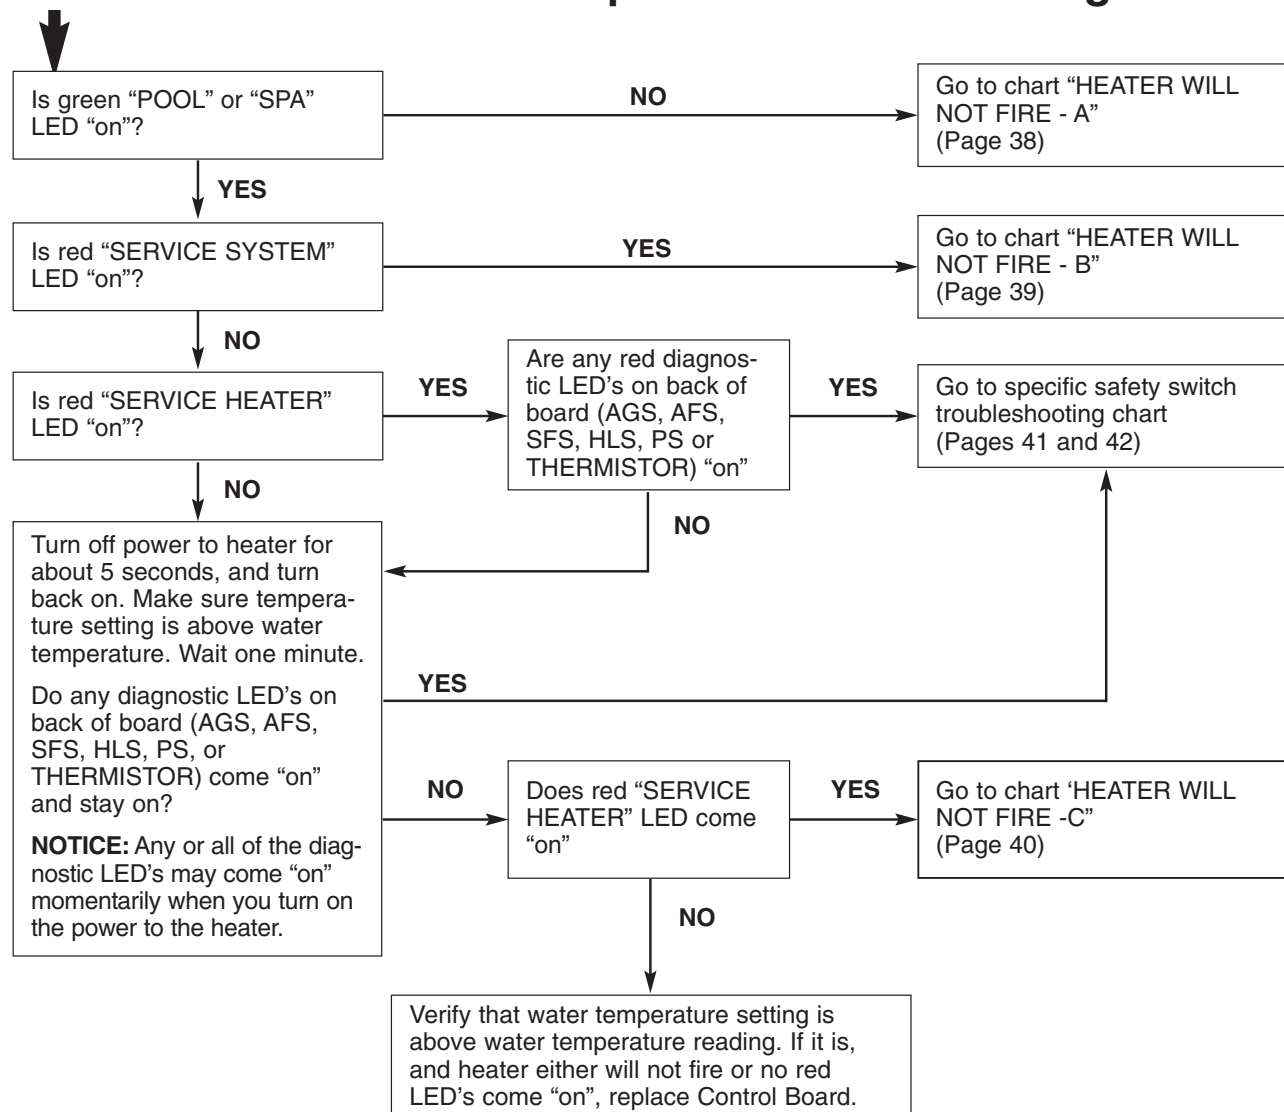 Is green “POOL” or “SPA”
LED “on”?
NO
Go to chart “HEATER WILL
NOT FIRE - A”
(Page 38)
YES
Is red “SERVICE SYSTEM”
LED “on”?
YES
Go to chart “HEATER WILL
NOT FIRE - B”
(Page 39)
NO
Is red “SERVICE HEATER”
LED “on”?
YES
Are any red diagnos-
tic LED’s on back of
board (AGS, AFS,
SFS, HLS, PS or
THERMISTOR) “on”
YES
Go to specific safety switch
troubleshooting chart
(Pages 41 and 42)
NO
NO
Turn off power to heater for
about 5 seconds, and turn
back on. Make sure tempera-
ture setting is above water
temperature. Wait one minute.
Do any diagnostic LED’s on
back of board (AGS, AFS,
SFS, HLS, PS, or
THERMISTOR) come “on”
and stay on?
NOTICE: Any or all of the diag-
nostic LED’s may come “on”
momentarily when you turn on
the power to the heater.
YES
NO
Does red “SERVICE
HEATER” LED come
“on”
YES
Go to chart ‘HEATER WILL
NOT FIRE -C”
(Page 40)
NO
Verify that water temperature setting is
above water temperature reading. If it is,
and heater either will not fire or no red
LED’s come “on”, replace Control Board.